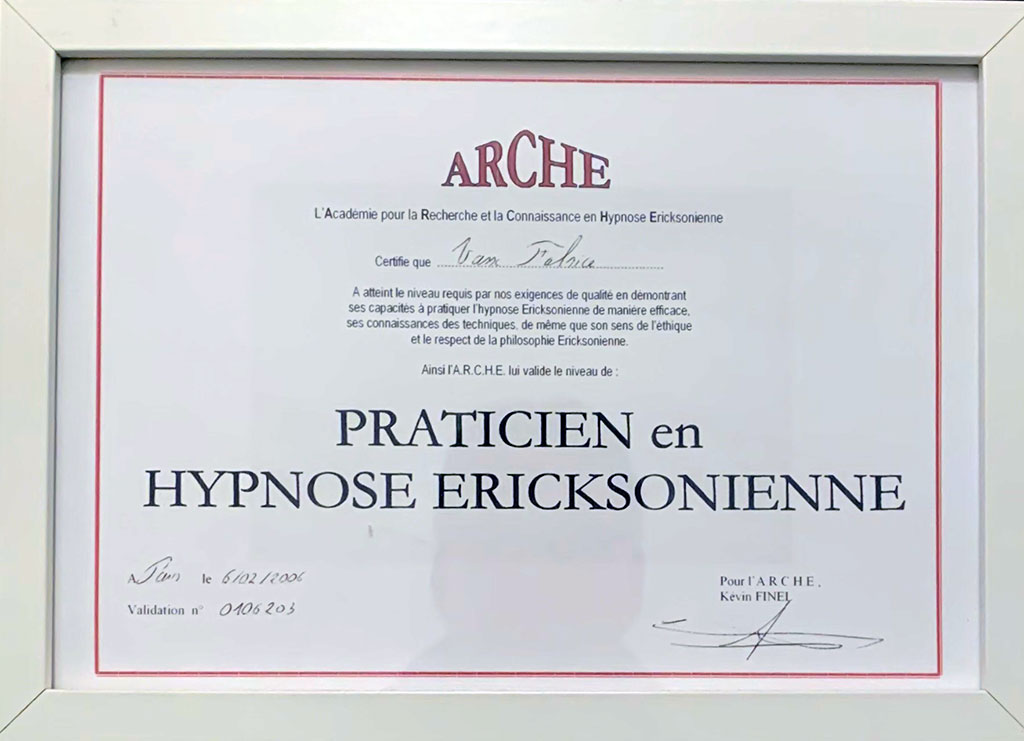 ARCHE
L'Académie pour la Recherche et la Connaissance en Hypnose Ericksonienne
Certifie que Vam Fabrice
A atteint le niveau requis par nos exigences de qualité en démontrant
ses capacités à pratiquer l'hypnose Ericksonienne de manière efficace,
ses connaissances des techniques, de même que son sens de l'éthique
et le respect de la philosophie Ericksonienne.
Ainsi l'A.R.C.H.E. lui valide le niveau de :
PRATICIEN en
HYPNOSE ERICKSONIENNE
A Paris le 6/02/2006
Validation n° 0106203
Pour l'A R C H E ,
Kévin FINEL